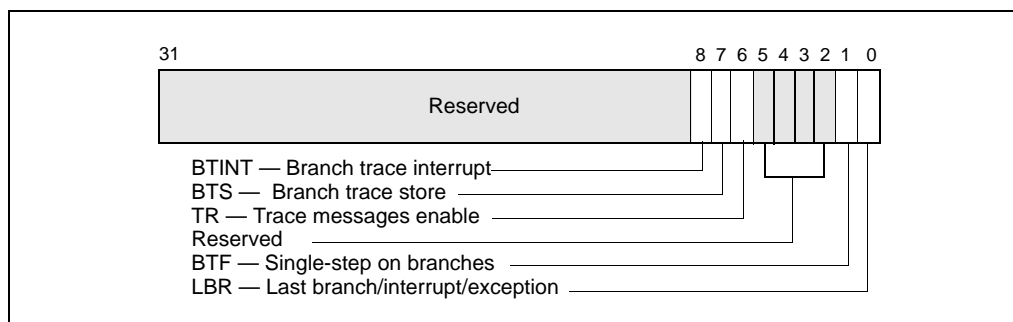 31 8 7 6 5 4 3 2 1 0
Reserved
BTINT — Branch trace interrupt
BTS — Branch trace store
TR — Trace messages enable
Reserved
BTF — Single-step on branches
LBR — Last branch/interrupt/exception